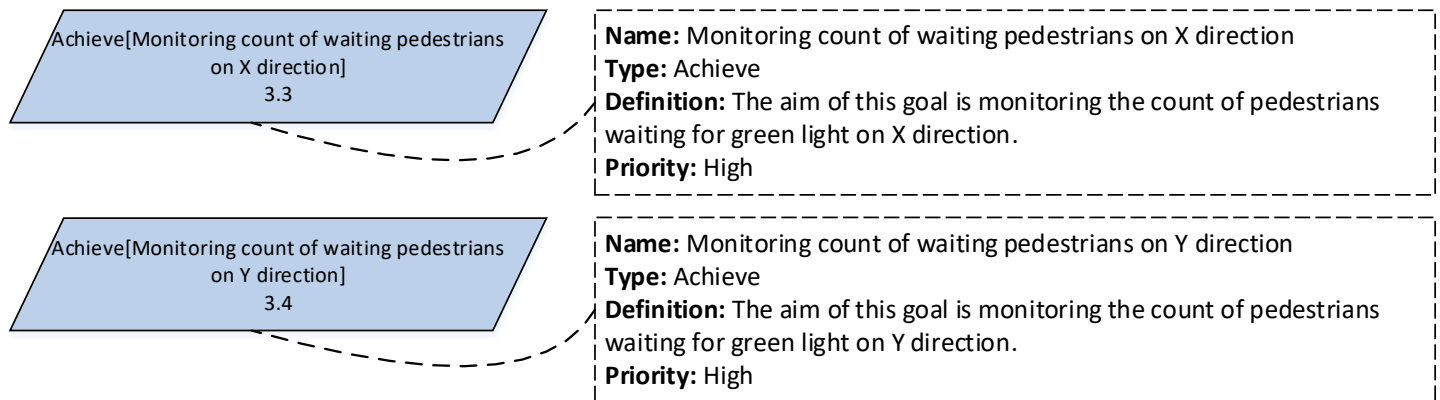 Achieve[Monitoring count of waiting pedestrians
on X direction]
3.3
Name: Monitoring count of waiting pedestrians on X direction
Type: Achieve
Definition: The aim of this goal is monitoring the count of pedestrians
waiting for green light on X direction.
Priority: High
Achieve[Monitoring count of waiting pedestrians
on Y direction]
3.4
Name: Monitoring count of waiting pedestrians on Y direction
Type: Achieve
Definition: The aim of this goal is monitoring the count of pedestrians
waiting for green light on Y direction.
Priority: High